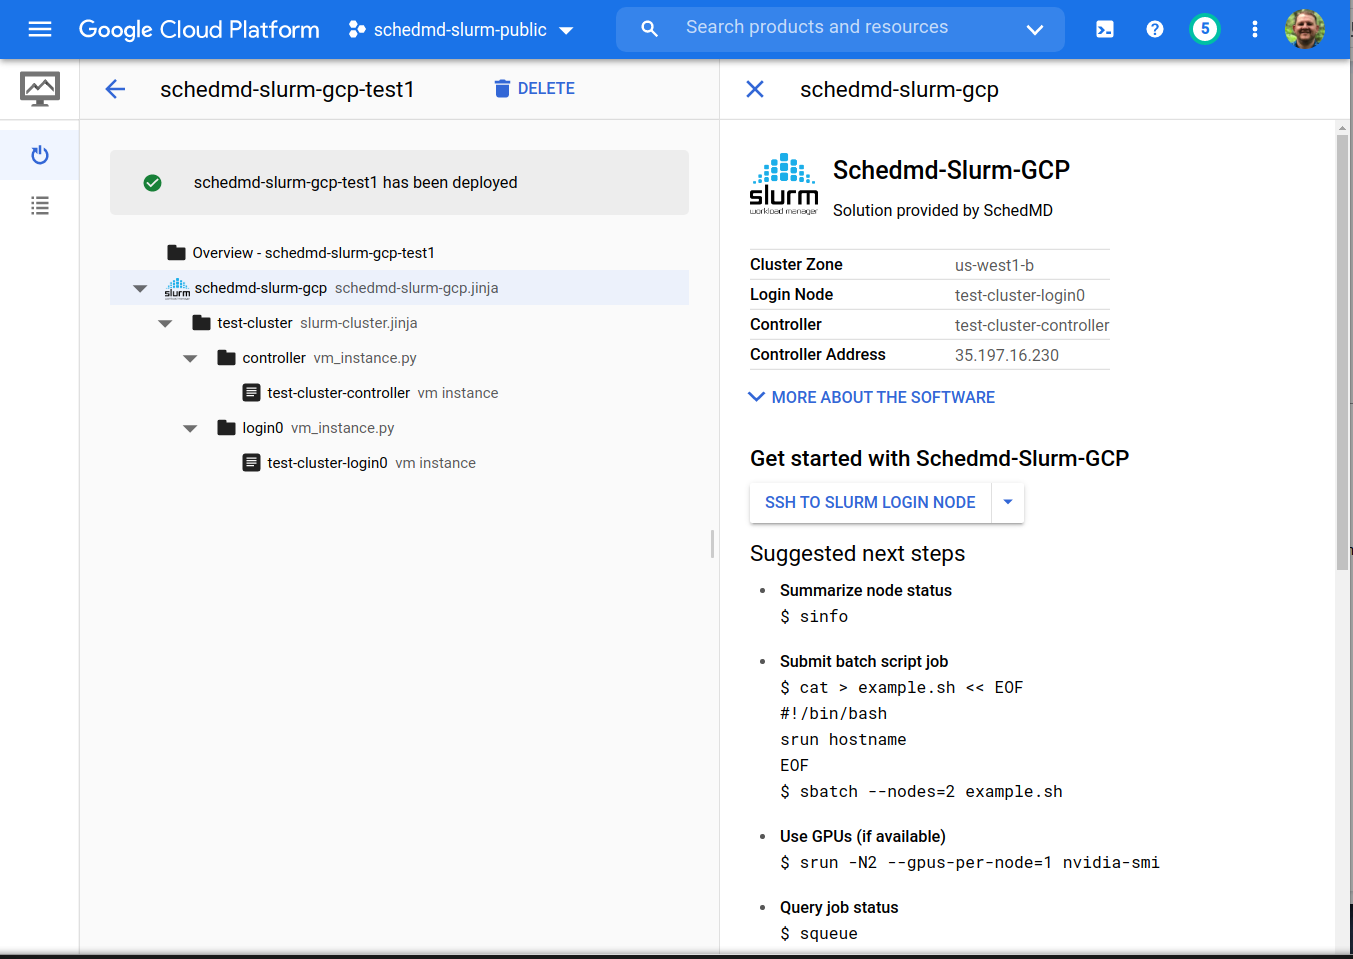 Google Cloud Platform
schedmd-slurm-public
Search products and resources
5
schedmd-slurm-gcp-test1
DELETE
schedmd-slurm-gcp-test1 has been deployed
Overview - schedmd-slurm-gcp-test1
slurm
schedmd-slurm-gcp schedmd-slurm-gcp.jinja
test-cluster slurm-cluster.jinja
controller vm_instance.py
test-cluster-controller vm instance
login0 vm_instance.py
test-cluster-login0 vm instance
schedmd-slurm-gcp
slurm
workload manager
Schedmd-Slurm-GCP
Solution provided by SchedMD
Cluster Zone us-west1-b
Login Node test-cluster-login0
Controller test-cluster-controller
Controller Address 35.197.16.230
MORE ABOUT THE SOFTWARE
Get started with Schedmd-Slurm-GCP
SSH TO SLURM LOGIN NODE
Suggested next steps
• Summarize node status
$ sinfo
• Submit batch script job
$ cat > example.sh << EOF
#!/bin/bash
srun hostname
EOF
$ sbatch --nodes=2 example.sh
• Use GPUs (if available)
$ srun -N2 --gpus-per-node=1 nvidia-smi
• Query job status
$ squeue